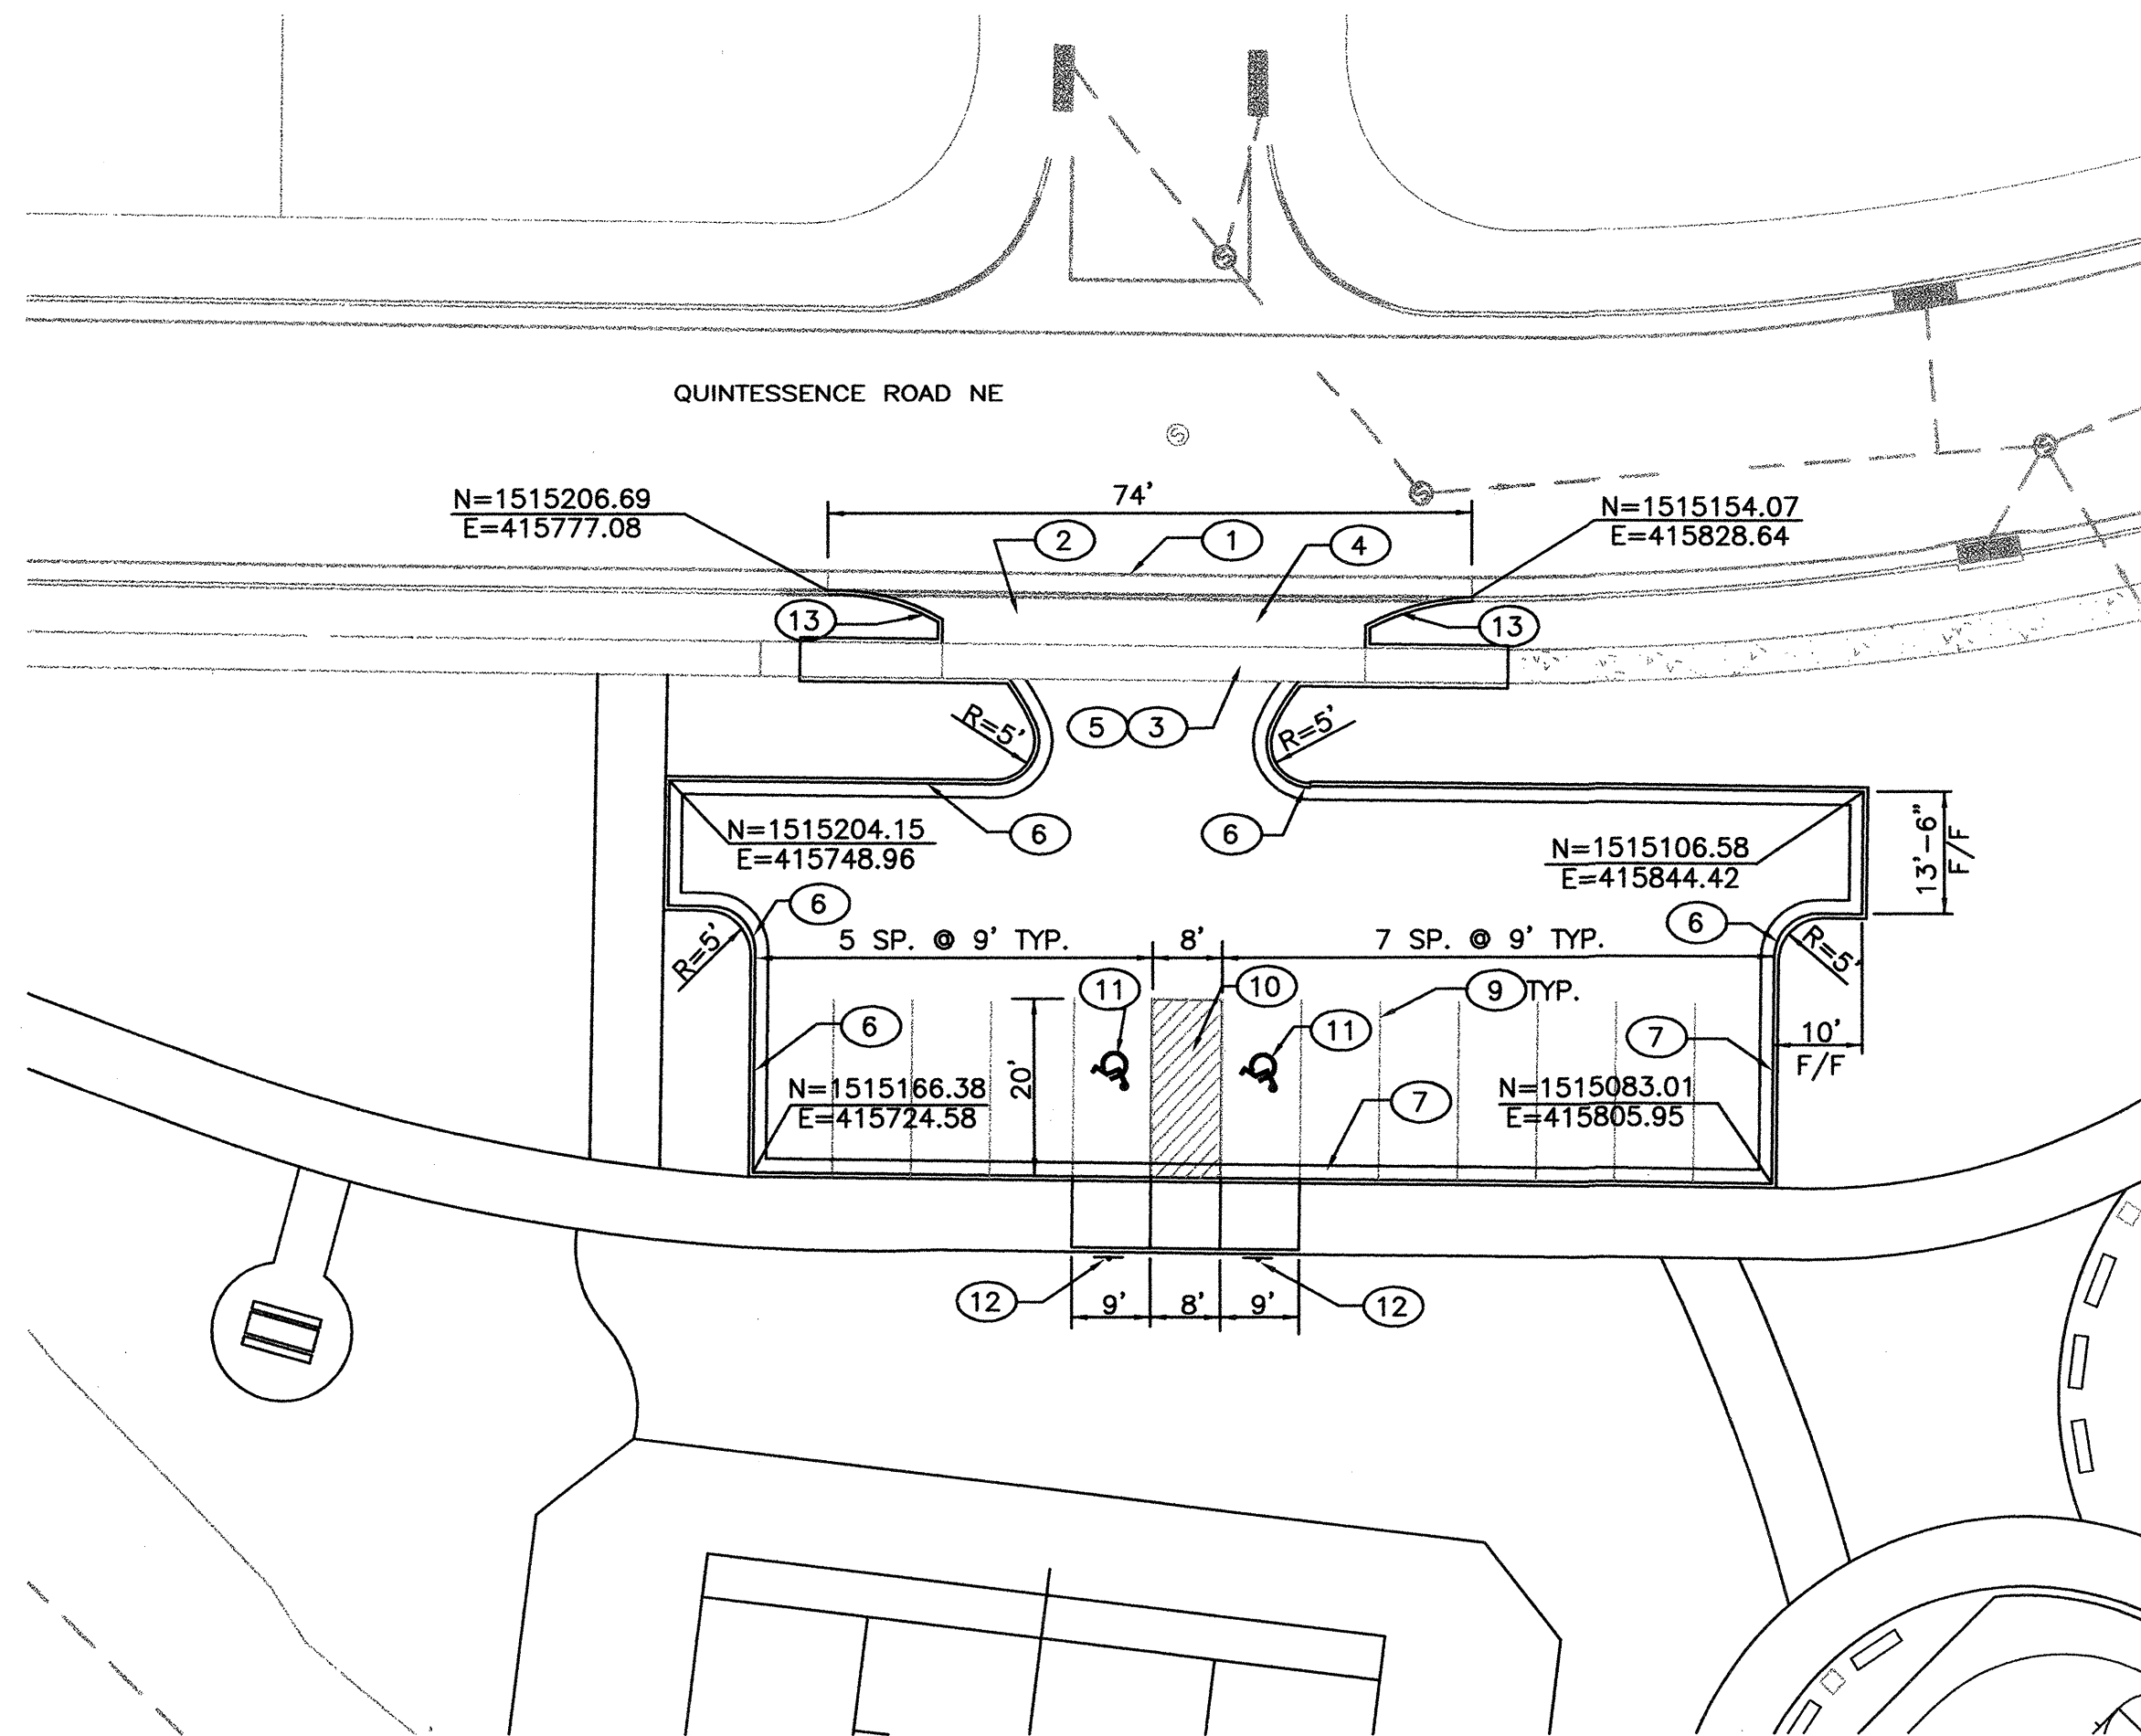 QUINTESSENCE ROAD NE
N=1515206.69
E=415777.08
74'
N=1515154.07
E=415828.64
2
1
4
13
13
R=5'
5
3
R=5'
N=1515204.15
E=415748.96
6
6
N=1515106.58
E=415844.42
13'-6"
F/F
6
6
R=5'
5 SP. @ 9' TYP.
8'
7 SP. @ 9' TYP.
R=5'
11
10
9 TYP.
6
11
7
10'
F/F
20'
N=1515166.38
E=415724.58
7
N=1515083.01
E=415805.95
12
9'
8'
9'
12
S
S
S
S